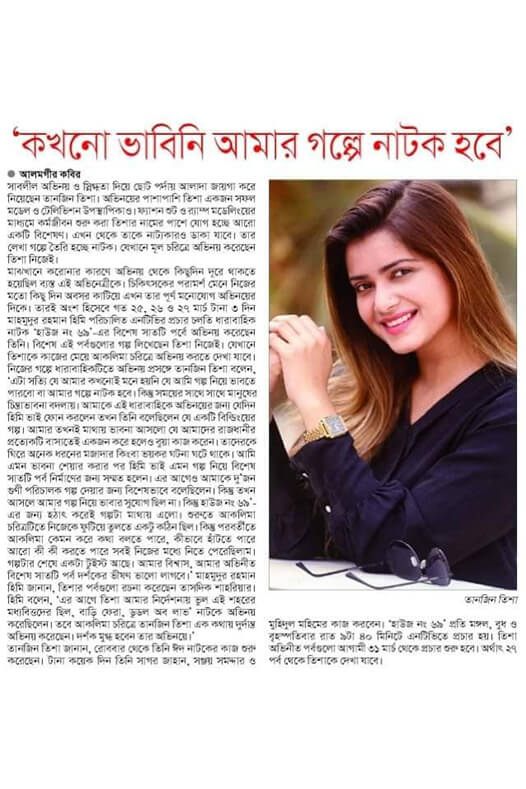 ‘কখনো ভাবিনি আমার গল্পে নাটক হবে’
● আলমগীর কবির
সাবলীল অভিনয় ও স্নিগ্ধতা দিয়ে ছোট পর্দায় আলাদা জায়গা করে
নিয়েছেন তানজিন তিশা। অভিনয়ের পাশাপাশি তিশা একজন সফল
মডেল ও টেলিভিশন উপস্থাপিকাও। ফ্যাশন শুট ও র‍্যাম্প মডেলিংয়ের
মাধ্যমে কর্মজীবন শুরু করা তিশার নামের পাশে যোগ হচ্ছে আরো
একটি বিশেষণ। এখন থেকে তাকে নাট্যকারও ডাকা যাবে। তার
লেখা গল্পে তৈরি হচ্ছে নাটক। যেখানে মূল চরিত্রে অভিনয় করেছেন
তিশা নিজেই।
মাঝখানে করোনার কারণে অভিনয় থেকে কিছুদিন দূরে থাকতে
হয়েছিল ব্যস্ত এই অভিনেত্রীকে। চিকিৎসকের পরামর্শ মেনে নিজের
মতো কিছু দিন অবসর কাটিয়ে এখন তার পূর্ণ মনোযোগ অভিনয়ের
দিকে। তারই অংশ হিসেবে গত ২৫, ২৬ ও ২৭ মার্চ টানা ৩ দিন
মাহমুদুর রহমান হিমি পরিচালিত এনটিভির প্রচার চলতি ধারাবাহিক
নাটক ‘হাউজ নং ৯৬’-এর বিশেষ সাতটি পর্বে অভিনয় করেছেন
তিনি। বিশেষ এই পর্বগুলোর গল্প লিখেছেন তিশা নিজেই। যেখানে
তিশাকে কাজের মেয়ে আকলিমা চরিত্রে অভিনয় করতে দেখা যাবে।
নিজের গল্পে ধারাবাহিকটিতে অভিনয় প্রসঙ্গে তানজিন তিশা বলেন,
‘এটা সত্যি যে আমার কখনোই মনে হয়নি যে আমি গল্প নিয়ে ভাবতে
পারবো বা আমার গল্পে নাটক হবে। কিন্তু সময়ের সাথে সাথে মানুষের
চিন্তাভাবনা বদলায়। আমাকে এই ধারাবাহিকে অভিনয়ের জন্য যেদিন
হিমি ভাই ফোন করলেন তখন তিনি বলেছিলেন যে একটি বিল্ডিংয়ের
গল্প। আমার তখনই মাথায় ভাবনা আসলো যে আমাদের রাজধানীর
প্রত্যেকটি বাসাতেই একজন করে হলেও বুয়া কাজ করেন। তাদেরকে
ঘিরে অনেক ধরনের মজাদার কিংবা ভয়ংকর ঘটনা ঘটে থাকে। আমি
এমন ভাবনা শেয়ার করার পর হিমি ভাই এমন গল্প নিয়ে বিশেষ
সাতটি পর্ব নির্মাণের জন্য সম্মত হলেন। এর আগেও আমাকে দু’জন
গুণী পরিচালক গল্প দেয়ার জন্য বিশেষভাবে বলেছিলেন। কিন্তু তখন
আসলে আমার গল্প নিয়ে ভাবার সুযোগ ছিল না। কিন্তু হাউজ নং ৬৯’-
এর জন্য হঠাৎ করেই গল্পটা মাথায় এলো। শুরুতে আকলিমা
চরিত্রটিতে নিজেকে ফুটিয়ে তুলতে একটু কঠিন ছিল। কিন্তু পরবর্তীতে
আকলিমা কেমন করে কথা বলতে পারে, কীভাবে হাঁটতে পারে
আরো কী কী করতে পারে সবই নিজের মধ্যে নিতে পেরেছিলাম।
গল্পটার শেষে একটা টুইস্ট আছে। আমার বিশ্বাস, আমার অভিনীত
বিশেষ সাতটি পর্ব দর্শকের ভীষণ ভালো লাগবে।’ মাহমুদুর রহমান
হিমি জানান, তিশার পর্বগুলো রচনা করেছেন তাসদিক শাহরিয়ার।
হিমি বলেন, ‘এর আগে তিশা আমার নির্দেশনায় ভুল এই শহরের
মধ্যবিত্তদের ছিল, বাড়ি ফেরা, ডুডল অব লাভ’ নাটকে অভিনয়
করেছিলেন। তবে আকলিমা চরিত্রে তানজিন তিশা এক কথায় দুর্দান্ত
অভিনয় করেছেন। দর্শক মুগ্ধ হবেন তার অভিনয়ে।’
তানজিন তিশা জানান, রোববার থেকে তিনি ঈদ নাটকের কাজ শুরু
করেছেন। টানা কয়েক দিন তিনি সাগর জাহান, সঞ্জয় সমদ্দার ও
তানজিন তিশা
মুহিদুল মহিমের কাজ করবেন। ‘হাউজ নং ৬৯’ প্রতি মঙ্গল, বুধ ও
বৃহস্পতিবার রাত ৯টা ৪০ মিনিটে এনটিভিতে প্রচার হয়। তিশা
অভিনীত পর্বগুলো আগামী ৩১ মার্চ থেকে প্রচার শুরু হবে। অর্থাৎ ২৭
পর্ব থেকে তিশাকে দেখা যাবে।